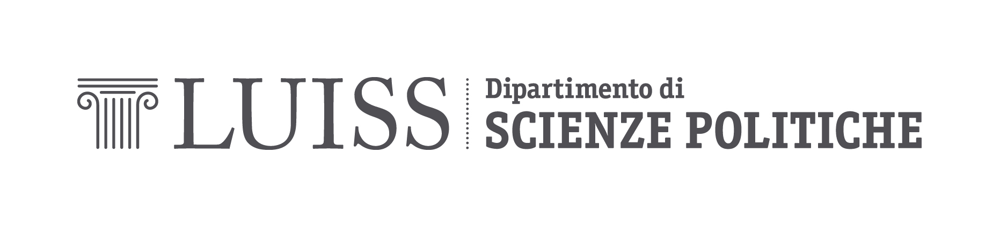 LUISS
Dipartimento di
SCIENZE POLITICHE